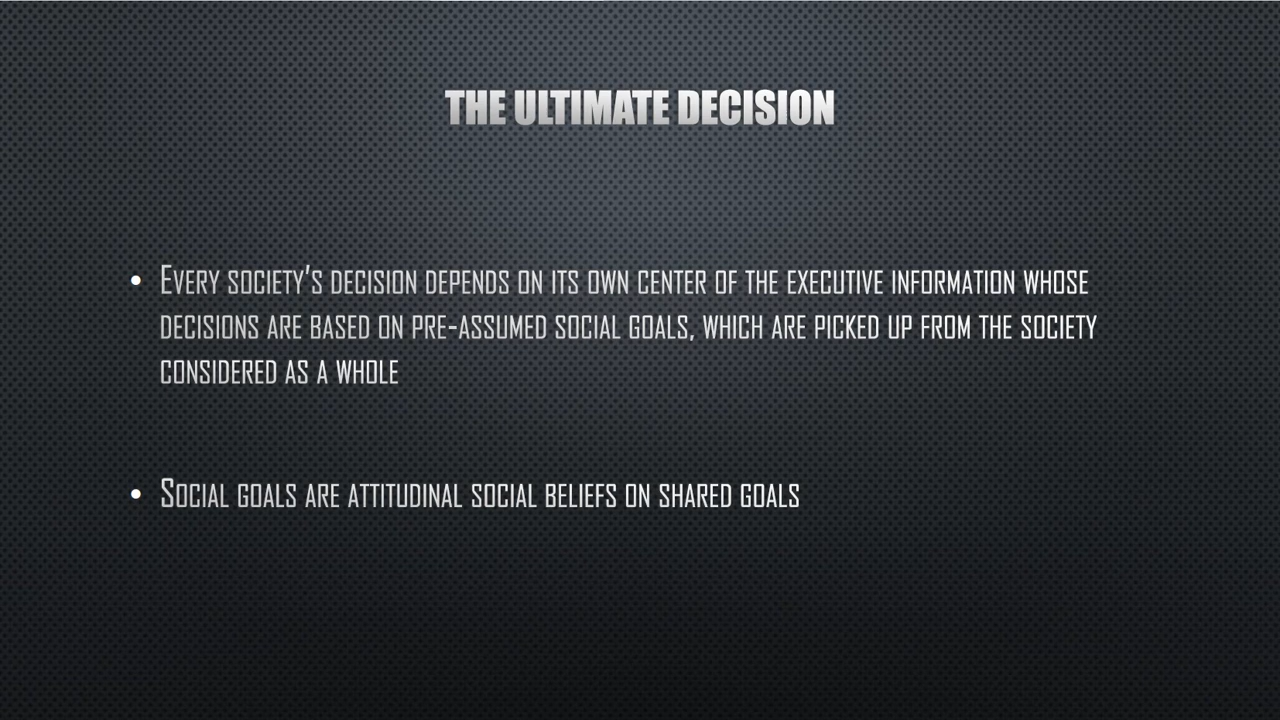 THE ULTIMATE DECISION
• EVERY SOCIETY'S DECISION DEPENDS ON ITS OWN CENTER OF THE EXECUTIVE INFORMATION WHOSE
DECISIONS ARE BASED ON PRE-ASSUMED SOCIAL GOALS, WHICH ARE PICKED UP FROM THE SOCIETY
CONSIDERED AS A WHOLE
• SOCIAL GOALS ARE ATTITUDINAL SOCIAL BELIEFS ON SHARED GOALS